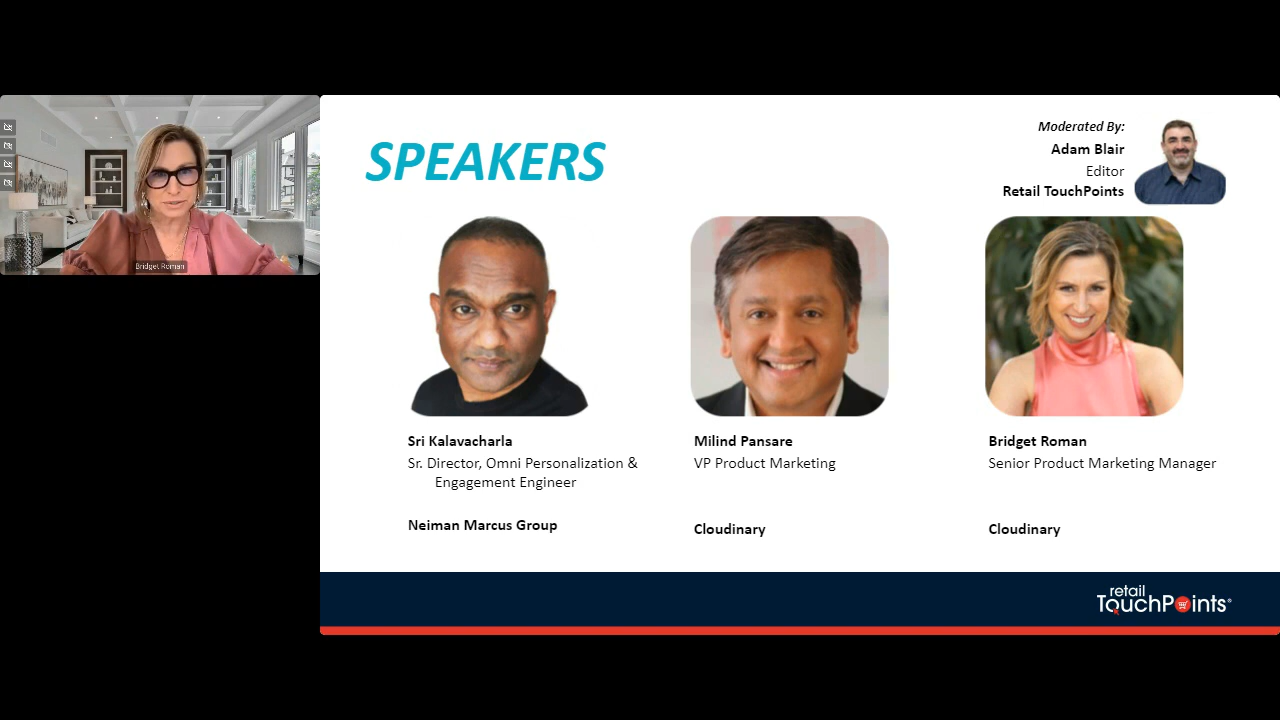 Bridget Roman
SPEAKERS
Moderated By:
Adam Blair
Editor
Retail TouchPoints
Sri Kalavacharla
Sr. Director, Omni Personalization &
Engagement Engineer
Neiman Marcus Group
Milind Pansare
VP Product Marketing
Cloudinary
Bridget Roman
Senior Product Marketing Manager
Cloudinary
retail
TouchPoints®